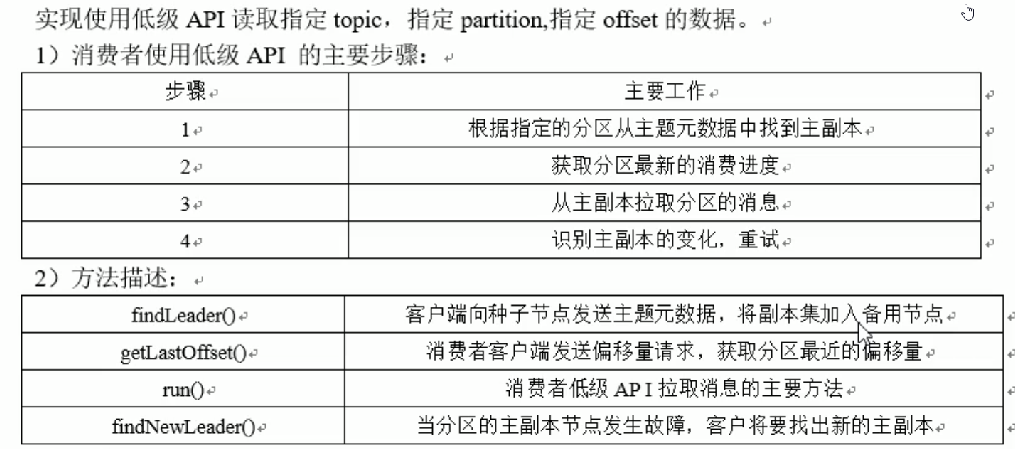 实现使用低级 API 读取指定 topic，指定 partition,指定 offset 的数据。
1）消费者使用低级 API 的主要步骤：
步骤 主要工作
1 根据指定的分区从主题元数据中找到主副本
2 获取分区最新的消费进度
3 从主副本拉取分区的消息
4 识别主副本的变化，重试
2）方法描述：
findLeader() 客户端向种子节点发送主题元数据，将副本集加入备用节点
getLastOffset() 消费者客户端发送偏移量请求，获取分区最近的偏移量
run() 消费者低级 API 拉取消息的主要方法
findNewLeader() 当分区的主副本节点发生故障，客户将要找出新的主副本